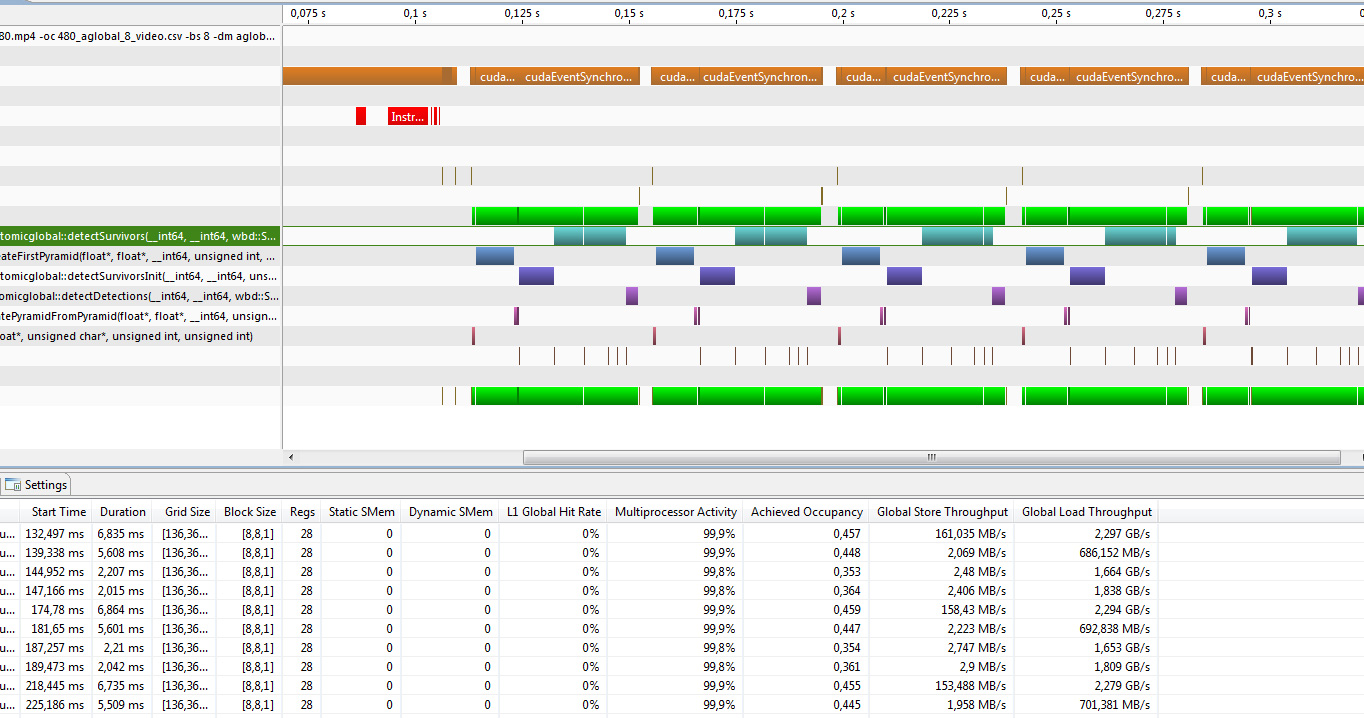 0,075 s 0,1 s 0,125 s 0,15 s 0,175 s 0,2 s 0,225 s 0,25 s 0,275 s 0,3 s
80.mp4 -oc 480_aglobal_8_video.csv -bs 8 -dm aglob...
cuda... cudaEventSynchro... cuda... cudaEventSynchron... cuda... cudaEventSynchro... cuda... cudaEventSynchro... cuda... cudaEventSynchro...
Instr...
tomicglobal::detectSurvivors(__int64, __int64, wbd::S...
eateFirstPyramid(float*, float*, __int64, unsigned int, ...
tomicglobal::detectSurvivorsInit(__int64, __int64, uns...
omicglobal::detectDetections(__int64, __int64, wbd::S...
atePyramidFromPyramid(float*, float*, __int64, unsign...
oat*, unsigned char*, unsigned int, unsigned int)
Settings
Start Time Duration Grid Size Block Size Regs Static SMem Dynamic SMem L1 Global Hit Rate Multiprocessor Activity Achieved Occupancy Global Store Throughput Global Load Throughput
u... 132,497 ms 6,835 ms [136,36... [8,8,1] 28 0 0 0% 99,9% 0,457 161,035 MB/s 2,297 GB/s
u... 139,338 ms 5,608 ms [136,36... [8,8,1] 28 0 0 0% 99,9% 0,448 2,069 MB/s 686,152 MB/s
u... 144,952 ms 2,207 ms [136,36... [8,8,1] 28 0 0 0% 99,8% 0,353 2,48 MB/s 1,664 GB/s
u... 147,166 ms 2,015 ms [136,36... [8,8,1] 28 0 0 0% 99,8% 0,364 2,406 MB/s 1,838 GB/s
u... 174,78 ms 6,864 ms [136,36... [8,8,1] 28 0 0 0% 99,9% 0,459 158,43 MB/s 2,294 GB/s
u... 181,65 ms 5,601 ms [136,36... [8,8,1] 28 0 0 0% 99,9% 0,447 2,223 MB/s 692,838 MB/s
u... 187,257 ms 2,21 ms [136,36... [8,8,1] 28 0 0 0% 99,8% 0,354 2,747 MB/s 1,653 GB/s
u... 189,473 ms 2,042 ms [136,36... [8,8,1] 28 0 0 0% 99,8% 0,361 2,9 MB/s 1,809 GB/s
u... 218,445 ms 6,735 ms [136,36... [8,8,1] 28 0 0 0% 99,9% 0,455 153,488 MB/s 2,279 GB/s
u... 225,186 ms 5,509 ms [136,36... [8,8,1] 28 0 0 0% 99,9% 0,445 1,958 MB/s 701,381 MB/s